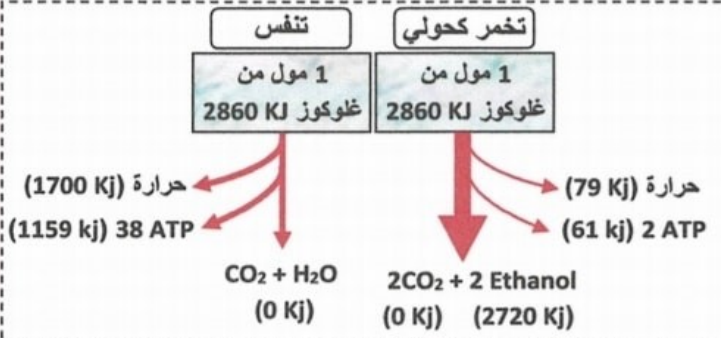 تخمر كحولي
تنفس
1 مول من
غلوكوز 2860 KJ
1 مول من
غلوكوز 2860 KJ
حرارة (79 Kj)
2 ATP (61 kj)
2CO₂ + 2 Ethanol
(0 Kj) (2720 Kj)
حرارة (1700 Kj)
38 ATP (1159 kj)
CO₂ + H₂O
(0 Kj)